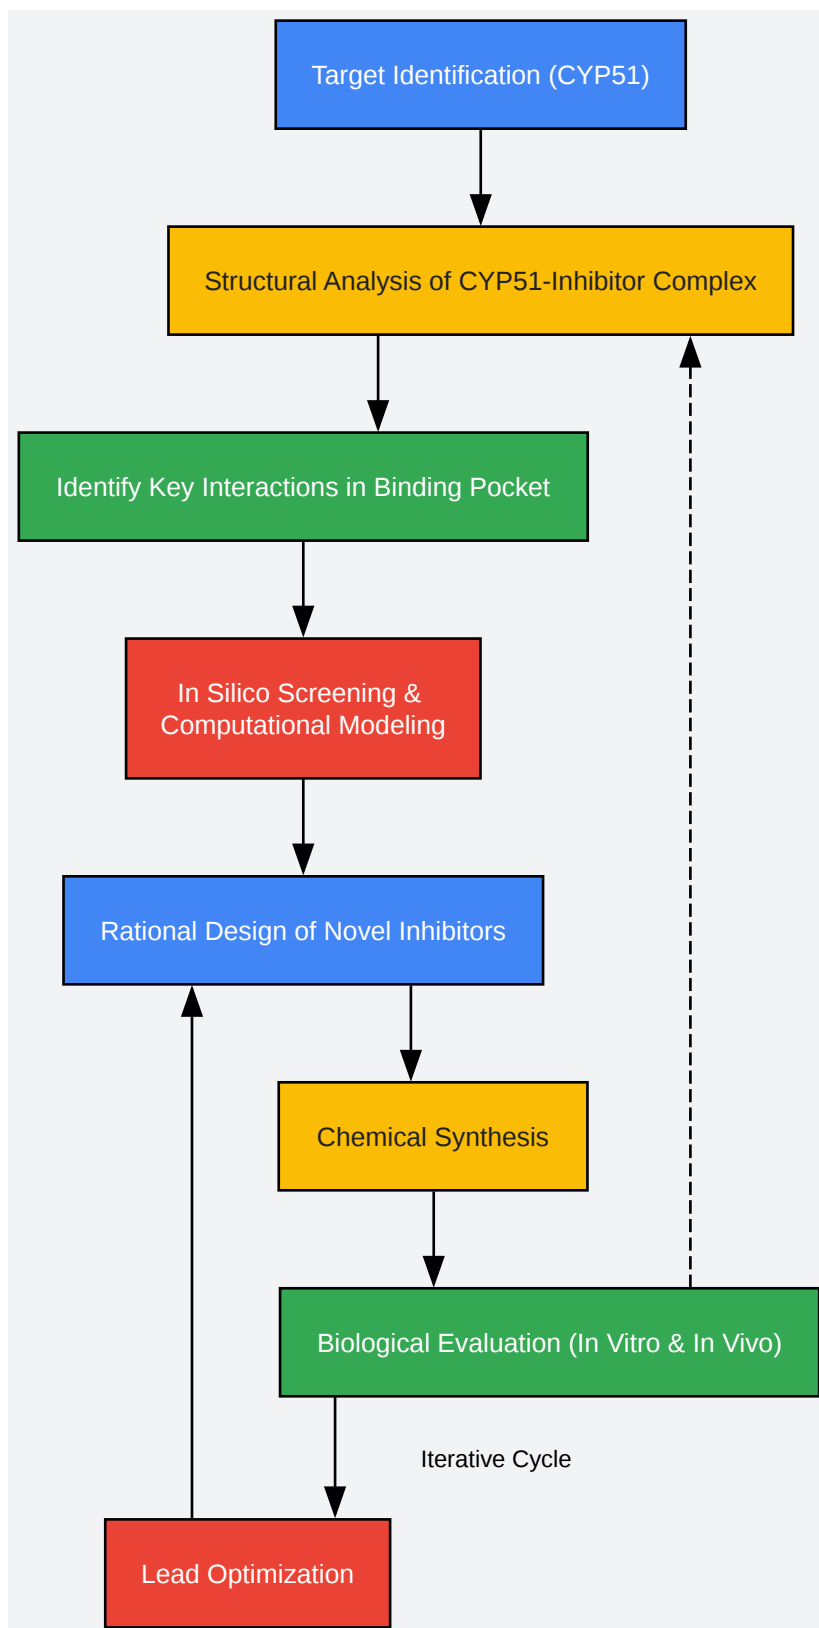 Target Identification (CYP51)
Structural Analysis of CYP51-Inhibitor Complex
Identify Key Interactions in Binding Pocket
In Silico Screening &
Computational Modeling
Rational Design of Novel Inhibitors
Chemical Synthesis
Biological Evaluation (In Vitro & In Vivo)
Iterative Cycle
Lead Optimization